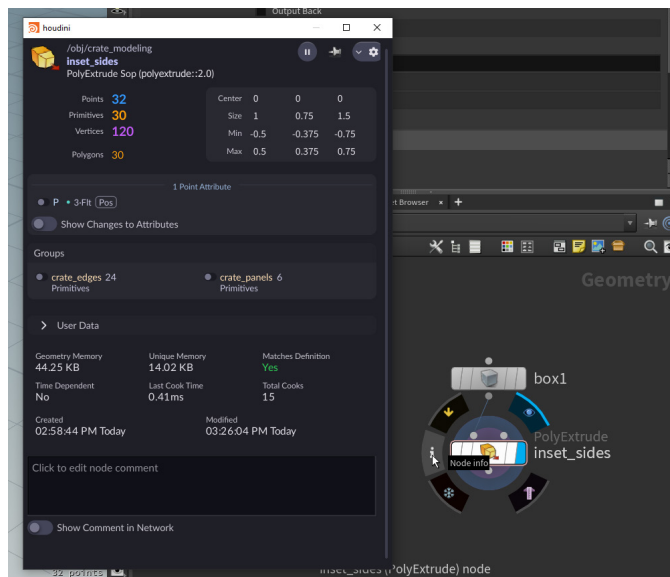 Output Back
houdini
/obj/crate_modeling
inset_sides
PolyExtrude Sop (polyextrude::2.0)
Points 32
Primitives 30
Vertices 120
Polygons 30
Center 0 0 0
Size 1 0.75 1.5
Min -0.5 -0.375 -0.75
Max 0.5 0.375 0.75
1 Point Attribute
P • 3-Flt Pos
Show Changes to Attributes
Groups
crate_edges 24
Primitives
crate_panels 6
Primitives
User Data
Geometry Memory
44.25 KB
Unique Memory
14.02 KB
Matches Definition
Yes
Time Dependent
No
Last Cook Time
0.41ms
Total Cooks
15
Created
02:58:44 PM Today
Modified
03:26:04 PM Today
Click to edit node comment
Show Comment in Network
et Browser × +
Geometry
box1
PolyExtrude
inset_sides
Node info
32 points
inset_sides (PolyExtrude) node